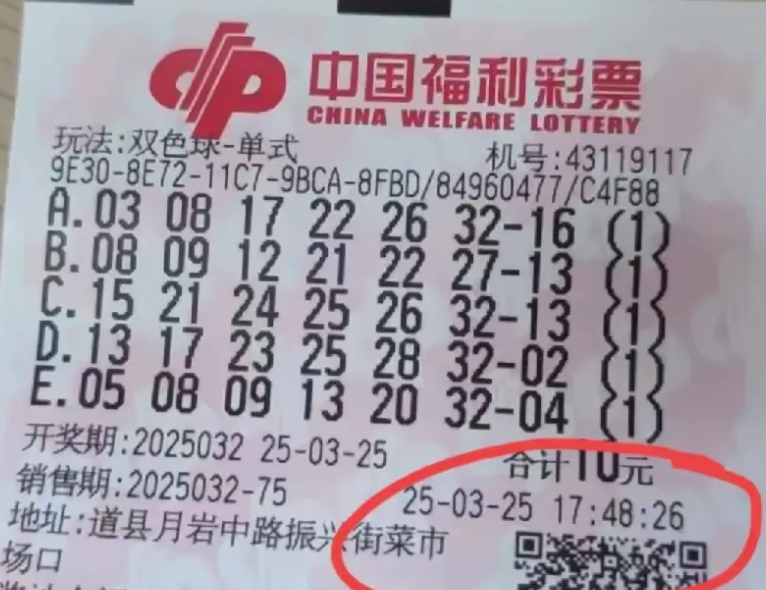 中国福利彩票
CHINA WELFARE LOTTERY
玩法:双色球-单式 机号:43119117
9E30-8E72-11C7-9BCA-8FBD/84960477/C4F88
A.03 08 17 22 26 32-16 (1)
B.08 09 12 21 22 27-13 (1)
C.15 21 24 25 26 32-13 (1)
D.13 17 23 25 28 32-02 (1)
E.05 08 09 13 20 32-04 (1)
开奖期:2025032 25-03-25 合计10元
销售期:2025032-75 25-03-25 17:48:26
地址:道县月岩中路振兴街菜市
场口